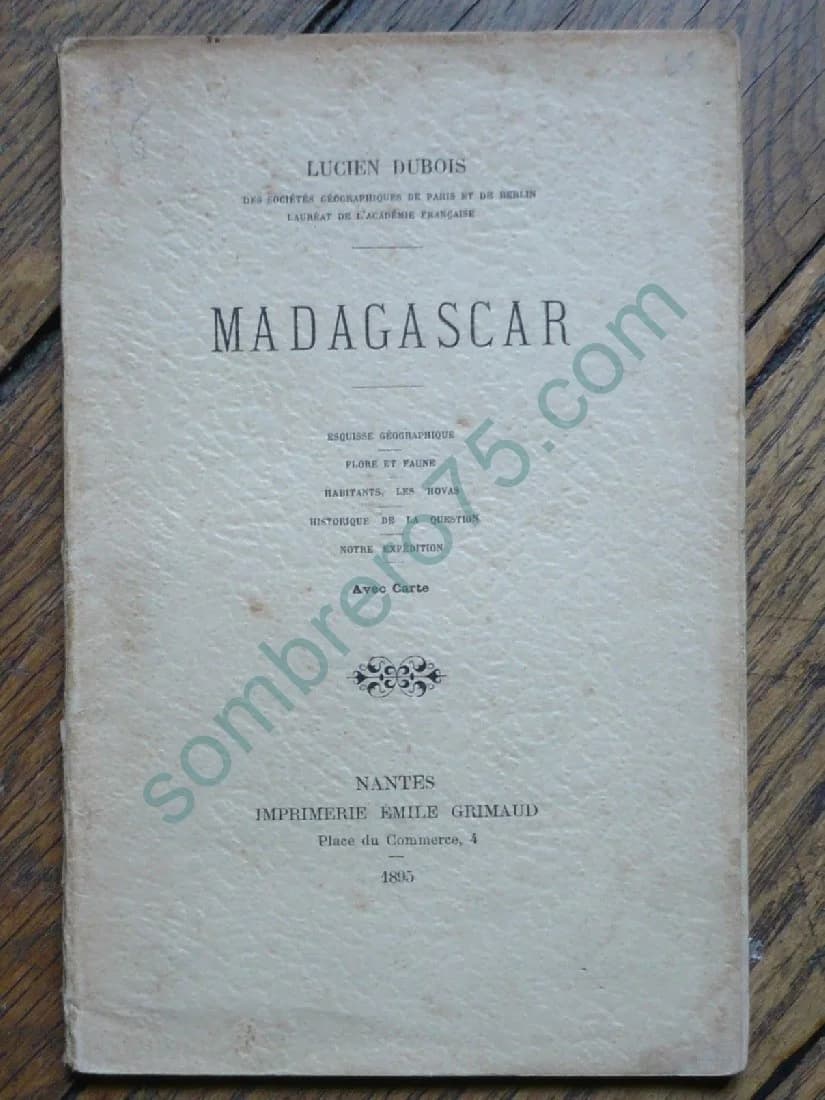 LUCIEN DUBOIS
DES SOCIÉTÉS GÉOGRAPHIQUES DE PARIS ET DE BERLIN
LAURÉAT DE L'ACADÉMIE FRANÇAISE
MADAGASCAR
ESQUISSE GÉOGRAPHIQUE
FLORE ET FAUNE
HABITANTS, LES HOVAS
HISTORIQUE DE LA QUESTION
NOTRE EXPÉDITION
Avec Carte
NANTES
IMPRIMERIE ÉMILE GRIMAUD
Place du Commerce, 4
1895
sombrero75.com